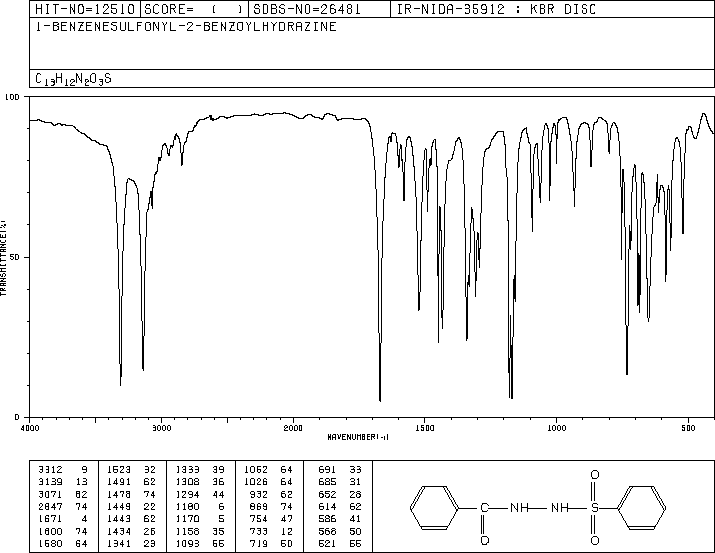 HIT-NO=12510 SCORE= ( ) SDBS-NO=26481 IR-NIDA-35912 : KBR DISC
1-BENZENESULFONYL-2-BENZOYLHYDRAZINE
C13H12N2O3S
100
50
0
TRANSMITTANCE(%)
4000 3000 2000 1500 1000 500
WAVENUMBER(-1)
3312 9 1523 32 1333 39 1062 64 691 33
3139 13 1491 62 1308 36 1026 64 685 31
3071 62 1478 74 1294 44 932 62 652 28
2847 74 1449 22 1180 6 869 74 614 62
1671 4 1443 62 1170 5 754 47 586 41
1600 74 1434 26 1158 35 733 12 568 50
1580 64 1341 23 1093 55 719 50 521 55
O
C NH NH S
O O